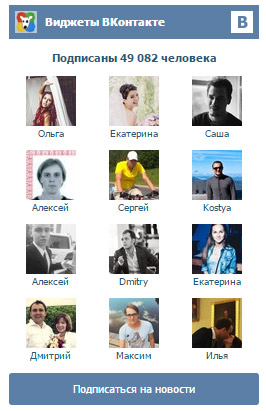 Виджеты ВКонтакте
B
Подписаны 49 082 человека
Ольга Екатерина Саша
Алексей Сергей Kostya
Алексей Dmitry Екатерина
Дмитрий Максим Илья
Подписаться на новости